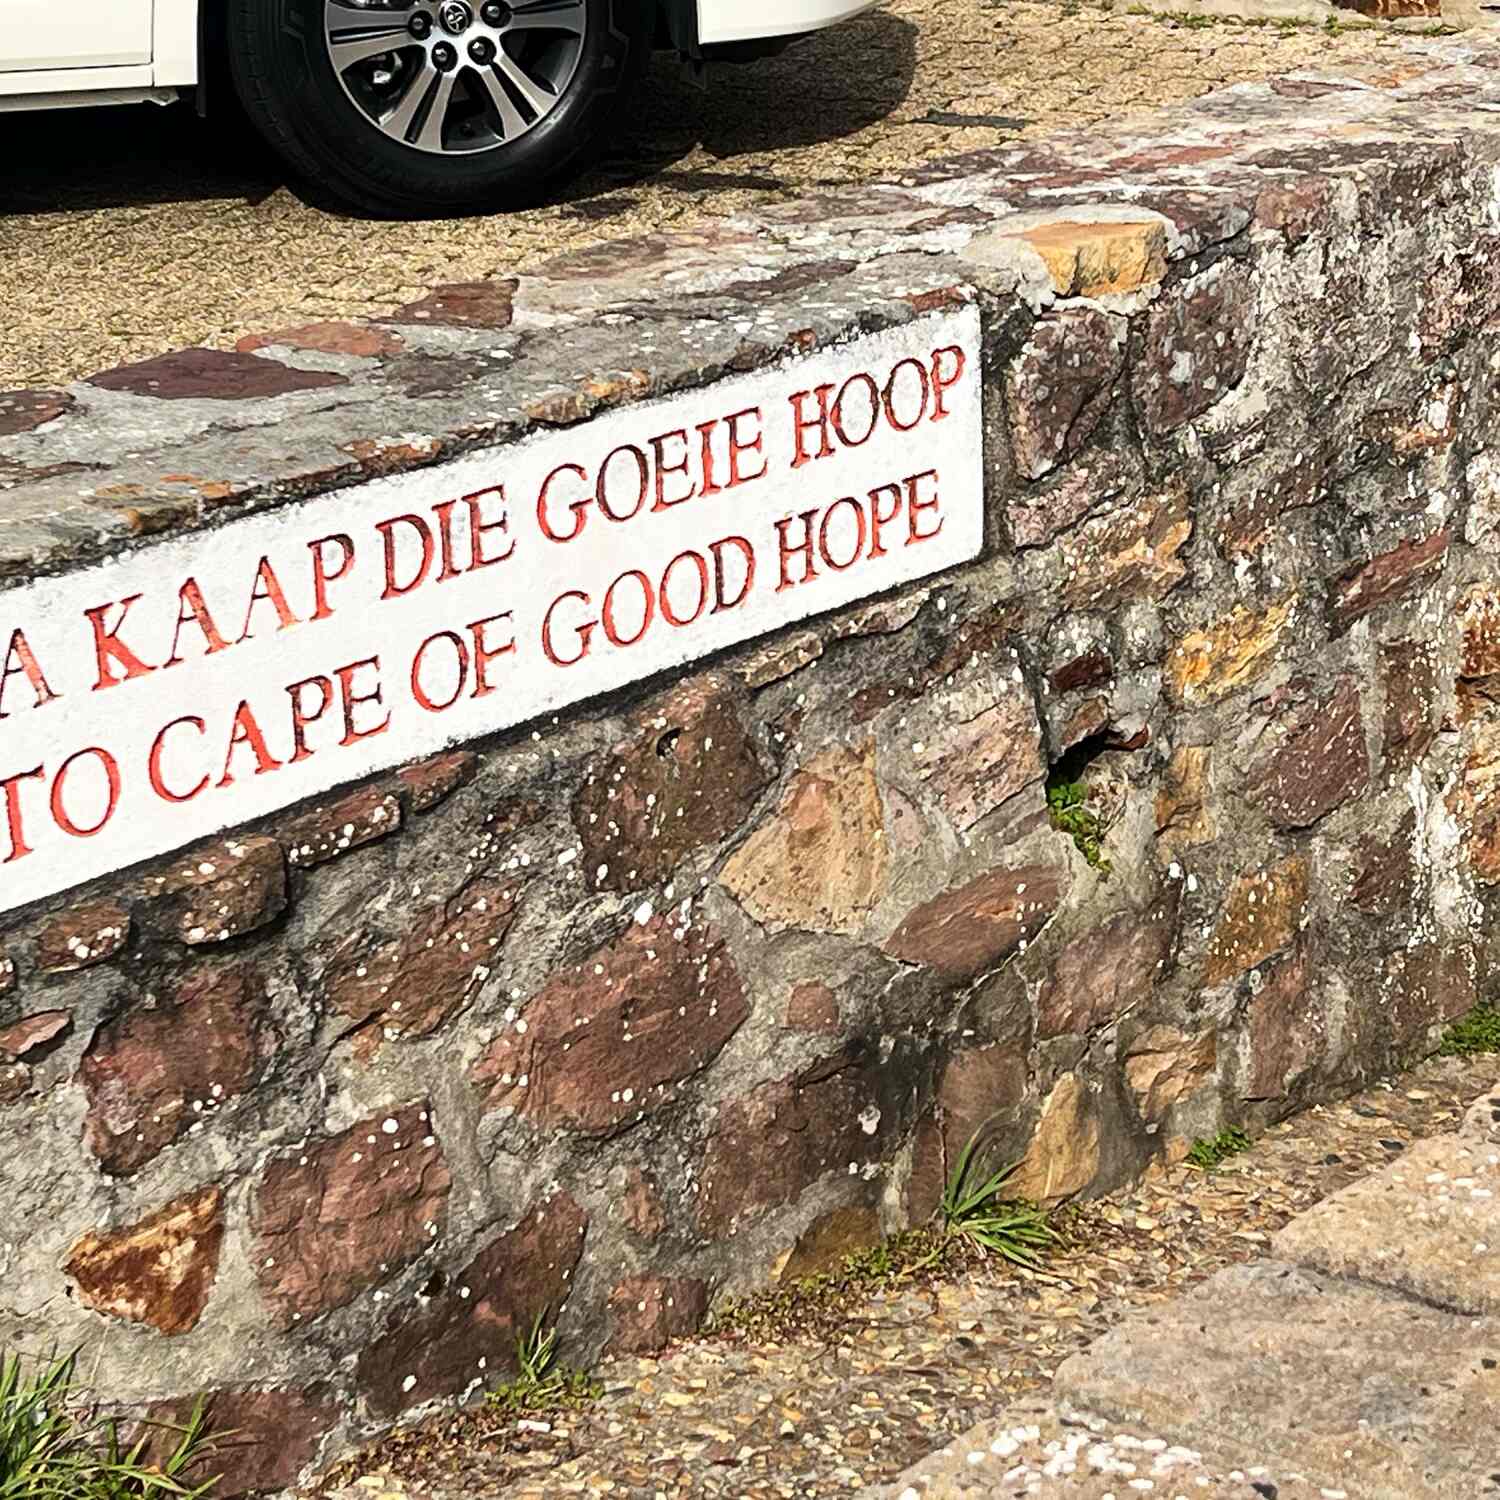 A KAAP DIE GOEIE HOOP
TO CAPE OF GOOD HOPE